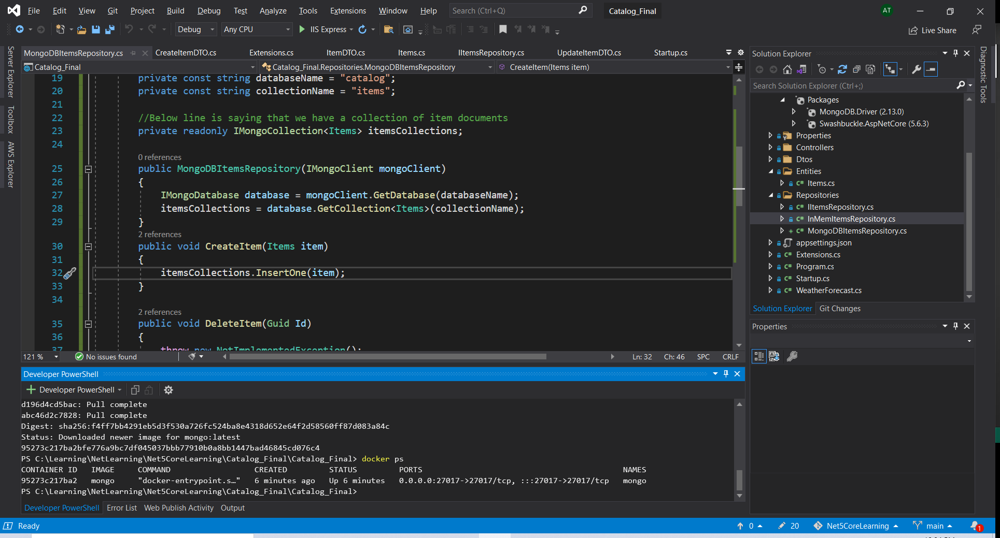 File Edit View Git Project Build Debug Test Analyze Tools Extensions Window Help Search (Ctrl+Q) Catalog_Final AT
Debug Any CPU IIS Express Live Share
Server Explorer
Toolbox
AWS Explorer
MongoDBItemsRepository.cs CreateItemDTO.cs Extensions.cs ItemDTO.cs Items.cs IItemsRepository.cs UpdateItemDTO.cs Startup.cs
Catalog_Final Catalog_Final.Repositories.MongoDBItemsRepository CreateItem(Items item)
19 private const string databaseName = "catalog";
20 private const string collectionName = "items";
21
22 //Below line is saying that we have a collection of item documents
23 private readonly IMongoCollection<Items> itemsCollections;
24
0 references
25 public MongoDBItemsRepository(IMongoClient mongoClient)
26 {
27 IMongoDatabase database = mongoClient.GetDatabase(databaseName);
28 itemsCollections = database.GetCollection<Items>(collectionName);
29 }
2 references
30 public void CreateItem(Items item)
31 {
32 itemsCollections.InsertOne(item);
33 }
34
2 references
35 public void DeleteItem(Guid Id)
36 {
37 throw new NotImplementedException();
121 % No issues found Ln: 32 Ch: 46 SPC CRLF
Developer PowerShell
Developer PowerShell
d196d4cd5bac: Pull complete
abc46d2c7828: Pull complete
Digest: sha256:f4ff7bb4291eb5d3f530a726fc524ba8e4318d652e64f2d58560ff87d083a84c
Status: Downloaded newer image for mongo:latest
95273c217ba2bfe776a9bc7df045037bbb77910b0a8bb1447bad46845cd076c4
PS C:\Learning\NetLearning\Net5CoreLearning\Catalog_Final\Catalog_Final> docker ps
CONTAINER ID IMAGE COMMAND CREATED STATUS PORTS NAMES
95273c217ba2 mongo "docker-entrypoint.s…" 6 minutes ago Up 6 minutes 0.0.0.0:27017->27017/tcp, :::27017->27017/tcp mongo
PS C:\Learning\NetLearning\Net5CoreLearning\Catalog_Final\Catalog_Final>
Developer PowerShell Error List Web Publish Activity Output
Solution Explorer
Search Solution Explorer (Ctrl+;)
Packages
MongoDB.Driver (2.13.0)
Swashbuckle.AspNetCore (5.6.3)
Properties
Controllers
Dtos
Entities
C# Items.cs
Repositories
C# IItemsRepository.cs
C# InMemItemsRepository.cs
C# MongoDBItemsRepository.cs
appsettings.json
C# Extensions.cs
C# Program.cs
C# Startup.cs
C# WeatherForecast.cs
Solution Explorer Git Changes
Properties
Diagnostic Tools
Ready 0 20 Net5CoreLearning main 1